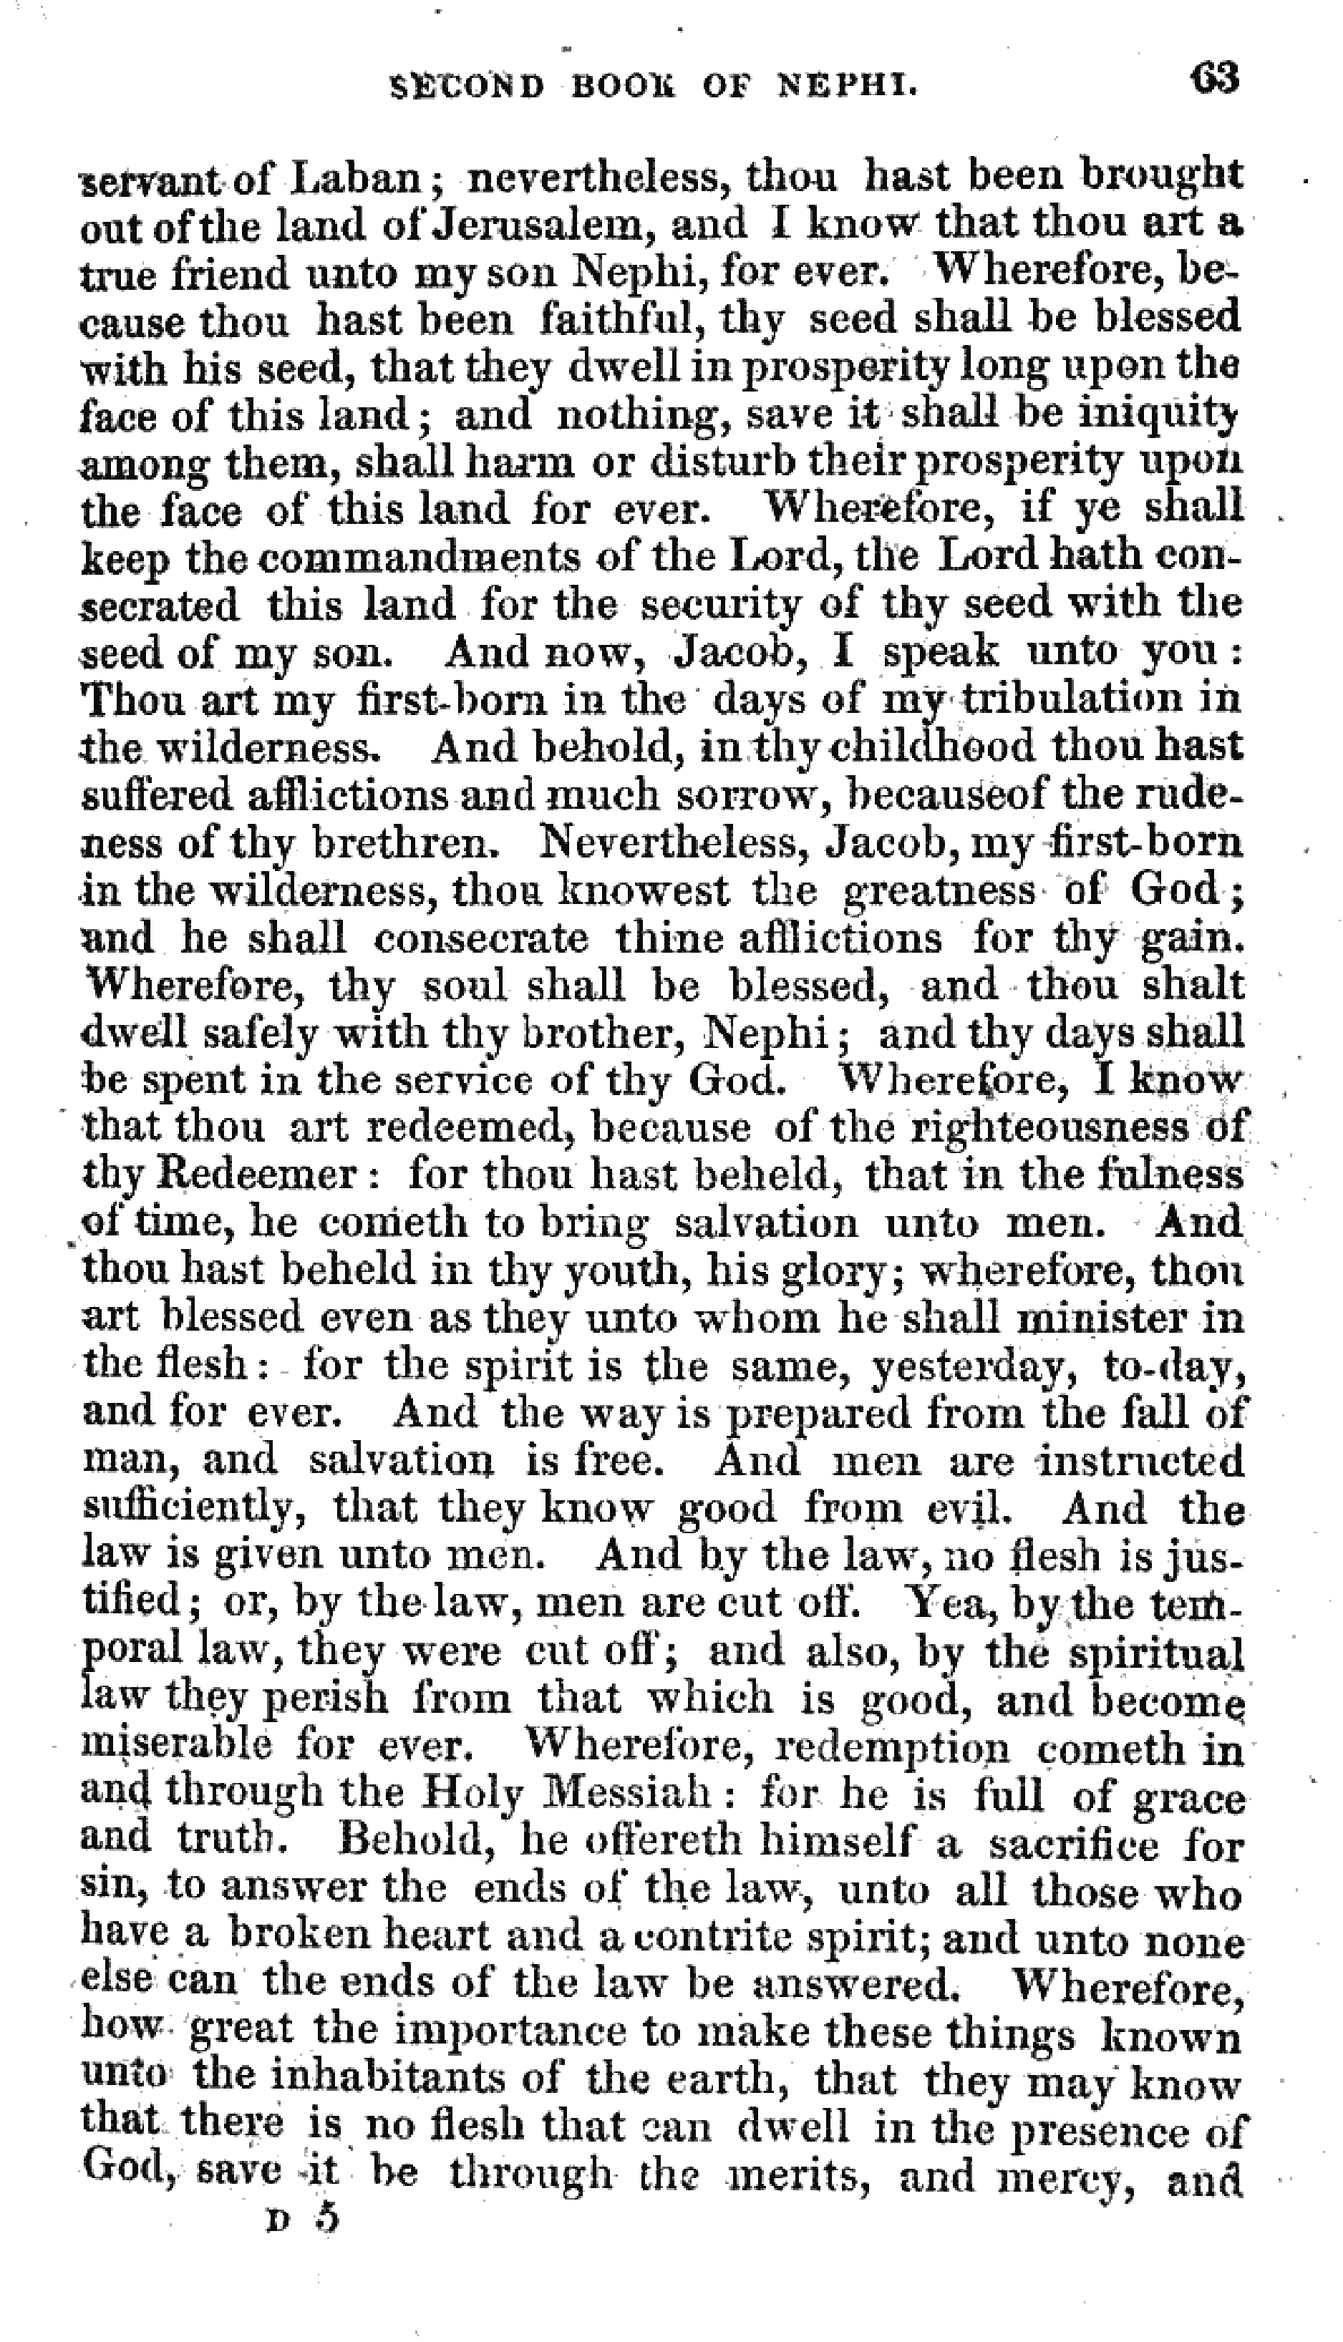 SECOND BOOK OF NEPHI. 63
servant of Laban; nevertheless, thou hast been brought
out of the land of Jerusalem, and I know that thou art a
true friend unto my son Nephi, for ever. Wherefore, be-
cause thou hast been faithful, thy seed shall be blessed
with his seed, that they dwell in prosperity long upon the
face of this land; and nothing, save it shall be iniquity
among them, shall harm or disturb their prosperity upon
the face of this land for ever. Wherefore, if ye shall
keep the commandments of the Lord, the Lord hath con-
secrated this land for the security of thy seed with the
seed of my son. And now, Jacob, I speak unto you:
Thou art my first-born in the days of my tribulation in
the wilderness. And behold, in thy childhood thou hast
suffered afflictions and much sorrow, becauseof the rude-
ness of thy brethren. Nevertheless, Jacob, my first-born
in the wilderness, thou knowest the greatness of God;
and he shall consecrate thine afflictions for thy gain.
Wherefore, thy soul shall be blessed, and thou shalt
dwell safely with thy brother, Nephi; and thy days shall
be spent in the service of thy God. Wherefore, I know
that thou art redeemed, because of the righteousness of
thy Redeemer: for thou hast beheld, that in the fulness
of time, he cometh to bring salvation unto men. And
thou hast beheld in thy youth, his glory; wherefore, thou
art blessed even as they unto whom he shall minister in
the flesh: for the spirit is the same, yesterday, to-day,
and for ever. And the way is prepared from the fall of
man, and salvation is free. And men are instructed
sufficiently, that they know good from evil. And the
law is given unto men. And by the law, no flesh is jus-
tified; or, by the law, men are cut off. Yea, by the tem-
poral law, they were cut off; and also, by the spiritual
law they perish from that which is good, and become
miserable for ever. Wherefore, redemption cometh in
and through the Holy Messiah: for he is full of grace
and truth. Behold, he offereth himself a sacrifice for
sin, to answer the ends of the law, unto all those who
have a broken heart and a contrite spirit; and unto none
else can the ends of the law be answered. Wherefore,
how great the importance to make these things known
unto the inhabitants of the earth, that they may know
that there is no flesh that can dwell in the presence of
God, save it be through the merits, and mercy, and
D 5